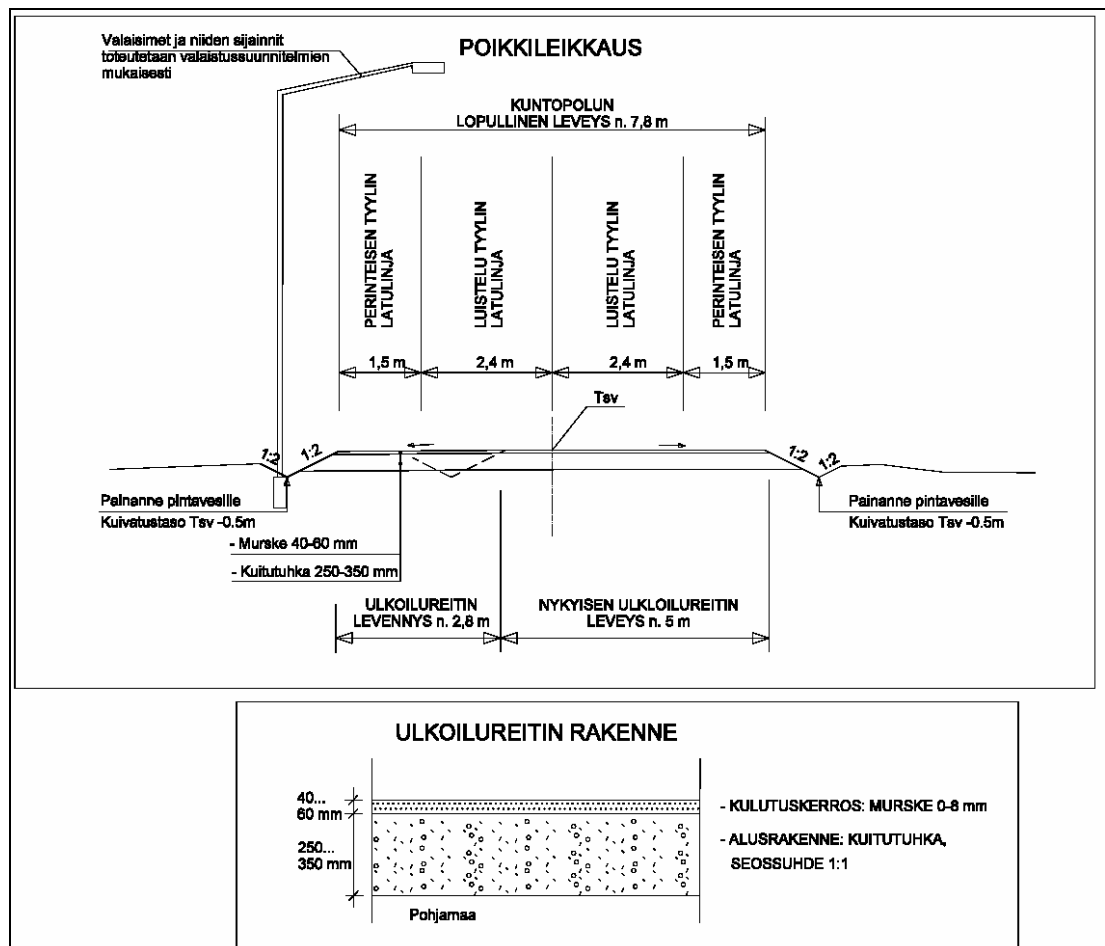 Valaisimet ja niiden sijainnit
toteutetaan valaistussuunnitelmien
mukaisesti
POIKKILEIKKAUS
KUNTOPOLUN
LOPULLINEN LEVEYS n. 7,8 m
PERINTEISEN TYYLIN
LATULINJA
LUISTELU TYYLIN
LATULINJA
LUISTELU TYYLIN
LATULINJA
PERINTEISEN TYYLIN
LATULINJA
1,5 m
2,4 m
2,4 m
1,5 m
Tsv
1:2
1:2
1:2
1:2
Painanne pintavesille
Kuivatustaso Tsv -0.5m
Painanne pintavesille
Kuivatustaso Tsv -0.5m
- Murske 40-60 mm
- Kuitutuhka 250-350 mm
ULKOILUREITIN
LEVENNYS n. 2,8 m
NYKYISEN ULKLOILUREITIN
LEVEYS n. 5 m
ULKOILUREITIN RAKENNE
40...
60 mm
250...
350 mm
- KULUTUSKERROS: MURSKE 0-8 mm
- ALUSRAKENNE: KUITUTUHKA,
SEOSSUHDE 1:1
Pohjamaa